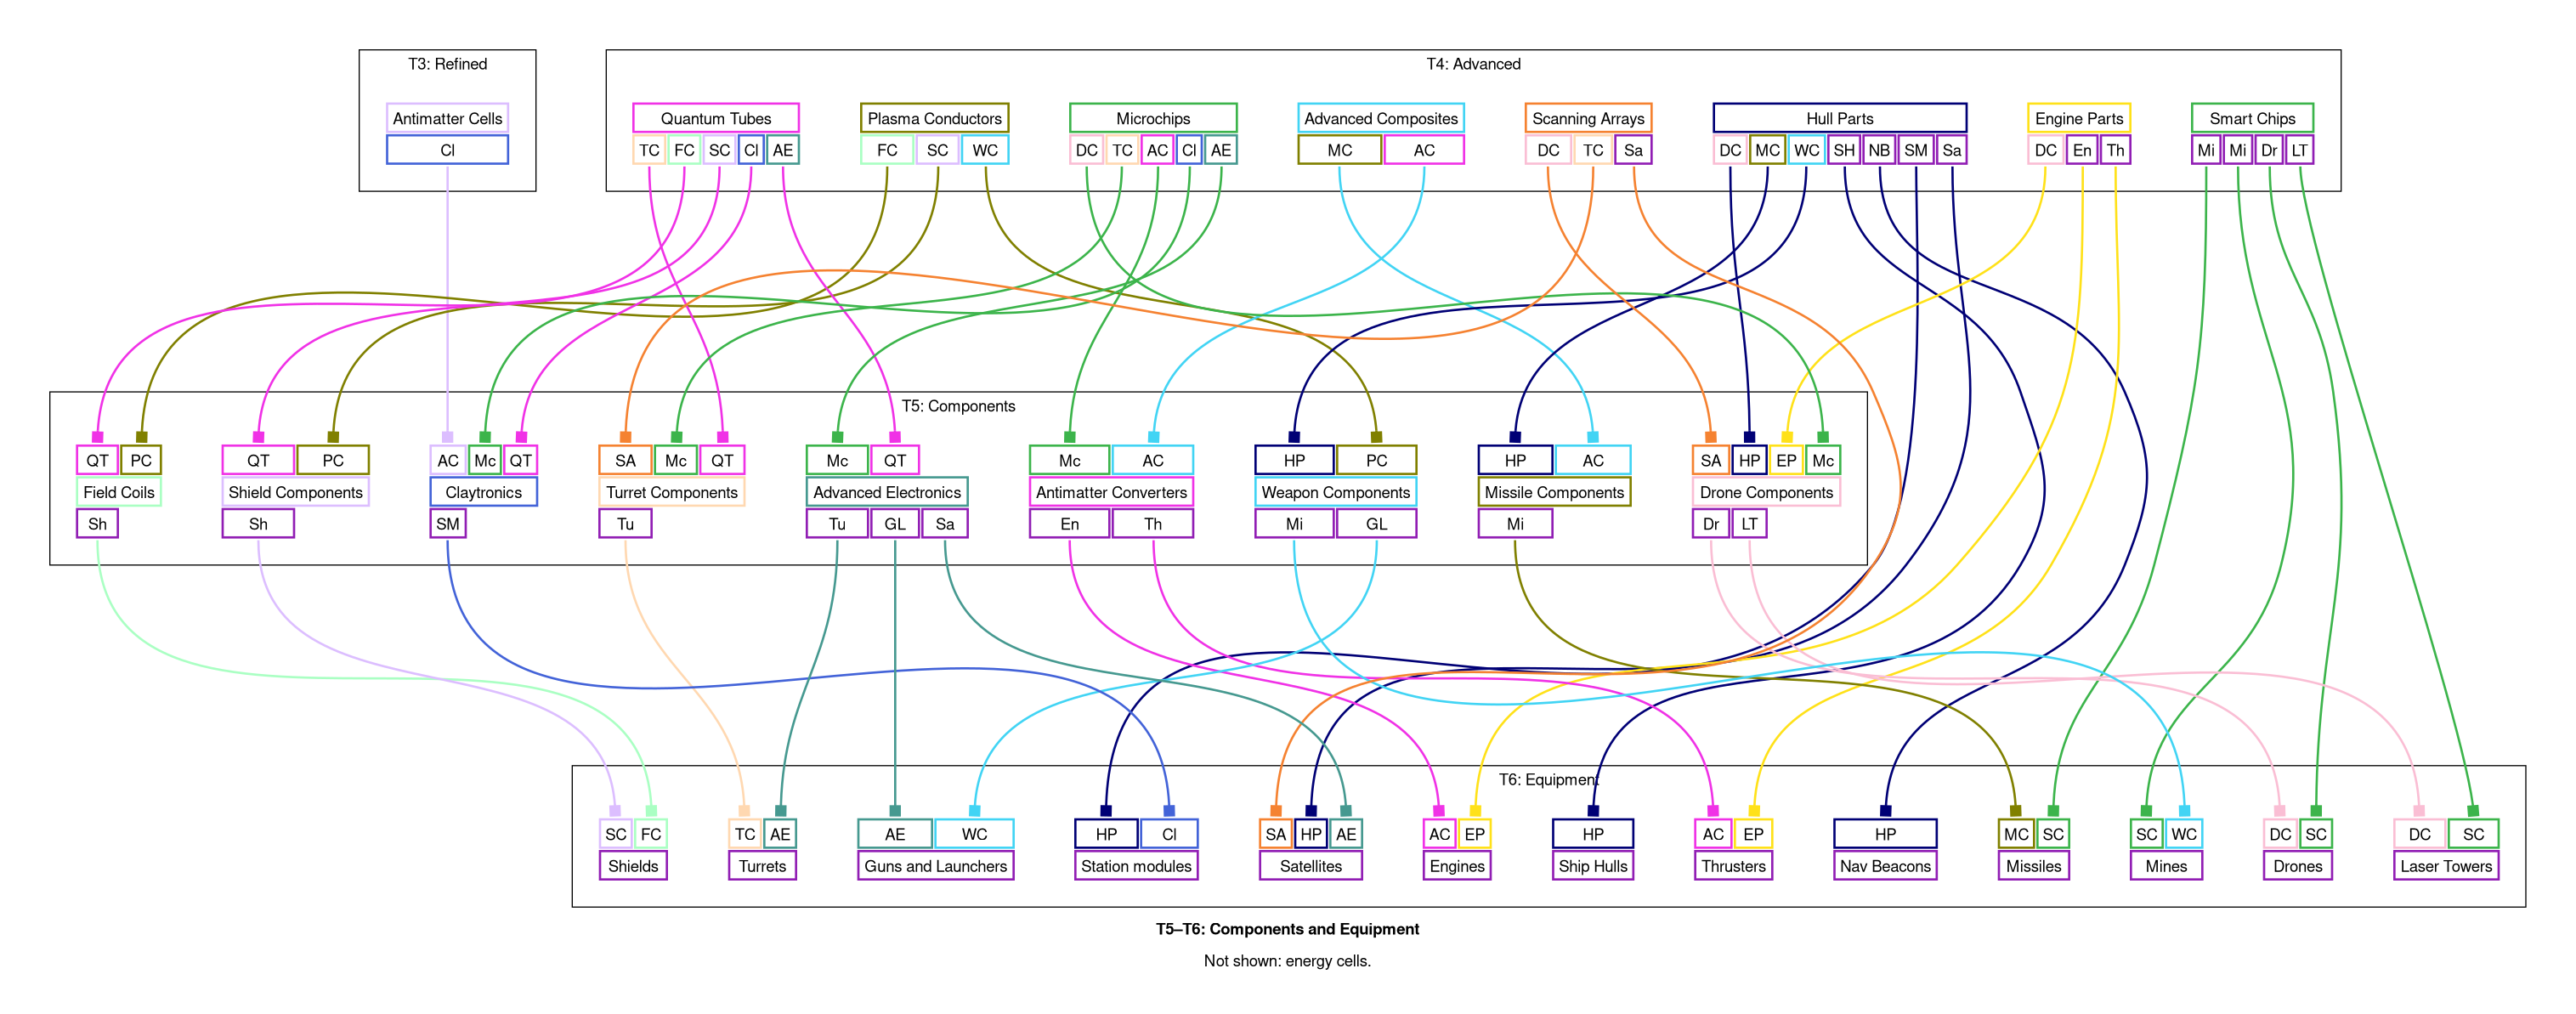 T3: Refined
T4: Advanced
Antimatter Cells
Quantum Tubes
Plasma Conductors
Microchips
Advanced Composites
Scanning Arrays
Hull Parts
Engine Parts
Smart Chips
Cl
TC FC SC Cl AE
FC SC WC
DC TC AC Cl AE
MC AC
DC TC Sa
DC MC WC SH NB SM Sa
DC En Th
Mi Mi Dr LT
T5: Components
QT PC
QT PC
AC Mc QT
SA Mc QT
Mc QT
Mc AC
HP PC
HP AC
SA HP EP Mc
Field Coils
Shield Components
Claytronics
Turret Components
Advanced Electronics
Antimatter Converters
Weapon Components
Missile Components
Drone Components
Sh
Sh
SM
Tu
Tu GL Sa
En Th
Mi GL
Mi
Dr LT
T6: Equipment
SC FC
TC AE
AE WC
HP Cl
SA HP AE
AC EP
HP
AC EP
HP
MC SC
SC WC
DC SC
DC SC
Shields
Turrets
Guns and Launchers
Station modules
Satellites
Engines
Ship Hulls
Thrusters
Nav Beacons
Missiles
Mines
Drones
Laser Towers
T5–T6: Components and Equipment
Not shown: energy cells.